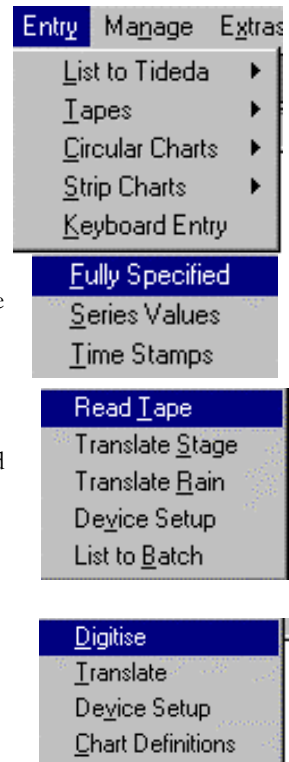 Entry Manage Extras
List to Tideda
Tapes
Circular Charts
Strip Charts
Keyboard Entry
Fully Specified
Series Values
Time Stamps
Read Tape
Translate Stage
Translate Rain
Device Setup
List to Batch
Digitise
Translate
Device Setup
Chart Definitions